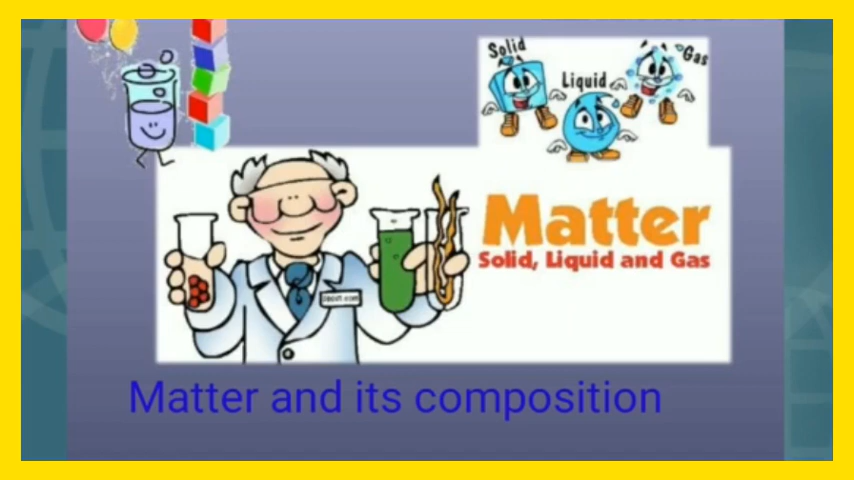 Solid
Liquid
Gas
Matter
Solid, Liquid and Gas
Matter and its composition